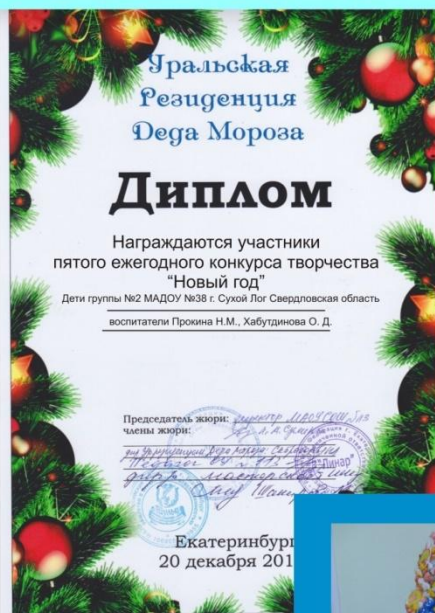 Уральская
Резиденция
Деда Мороза
Диплом
Награждаются участники
пятого ежегодного конкурса творчества
“Новый год”
Дети группы №2 МАДОУ №38 г. Сухой Лог Свердловская область
воспитатели Прокина Н.М., Хабутдинова О. Д.
Председатель жюри: директор
члены жюри:
Екатеринбург
20 декабря 201